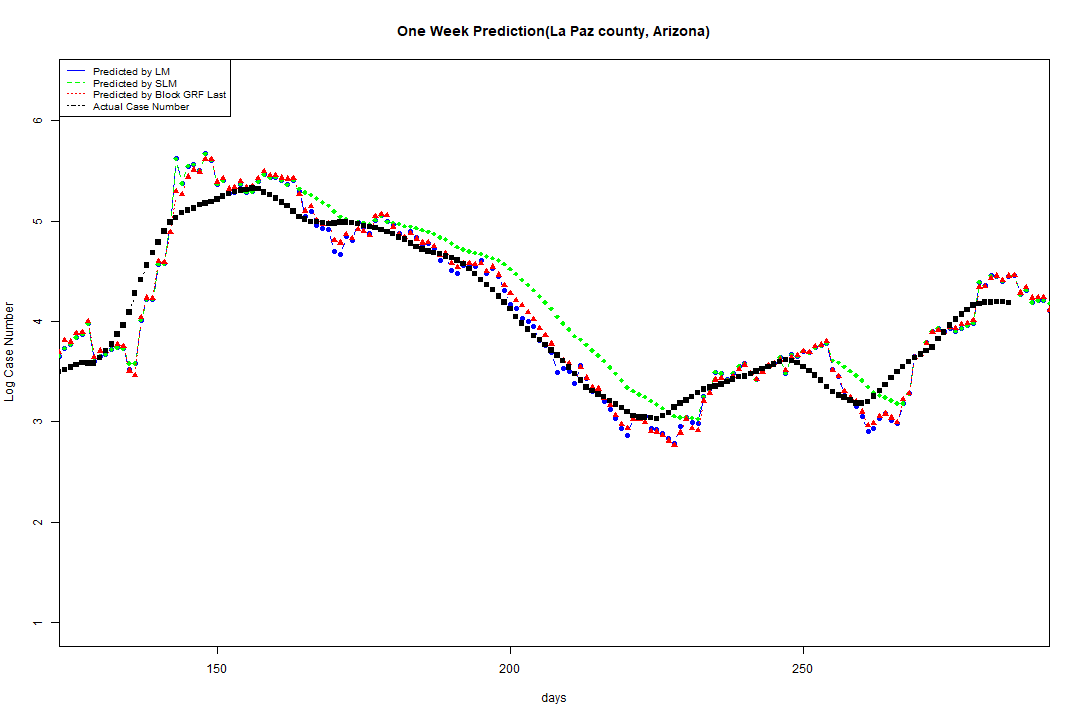 One Week Prediction(La Paz county, Arizona)
Predicted by LM
Predicted by SLM
Predicted by Block GRF Last
Actual Case Number
Log Case Number
6
5
4
3
2
1
150
200
250
days